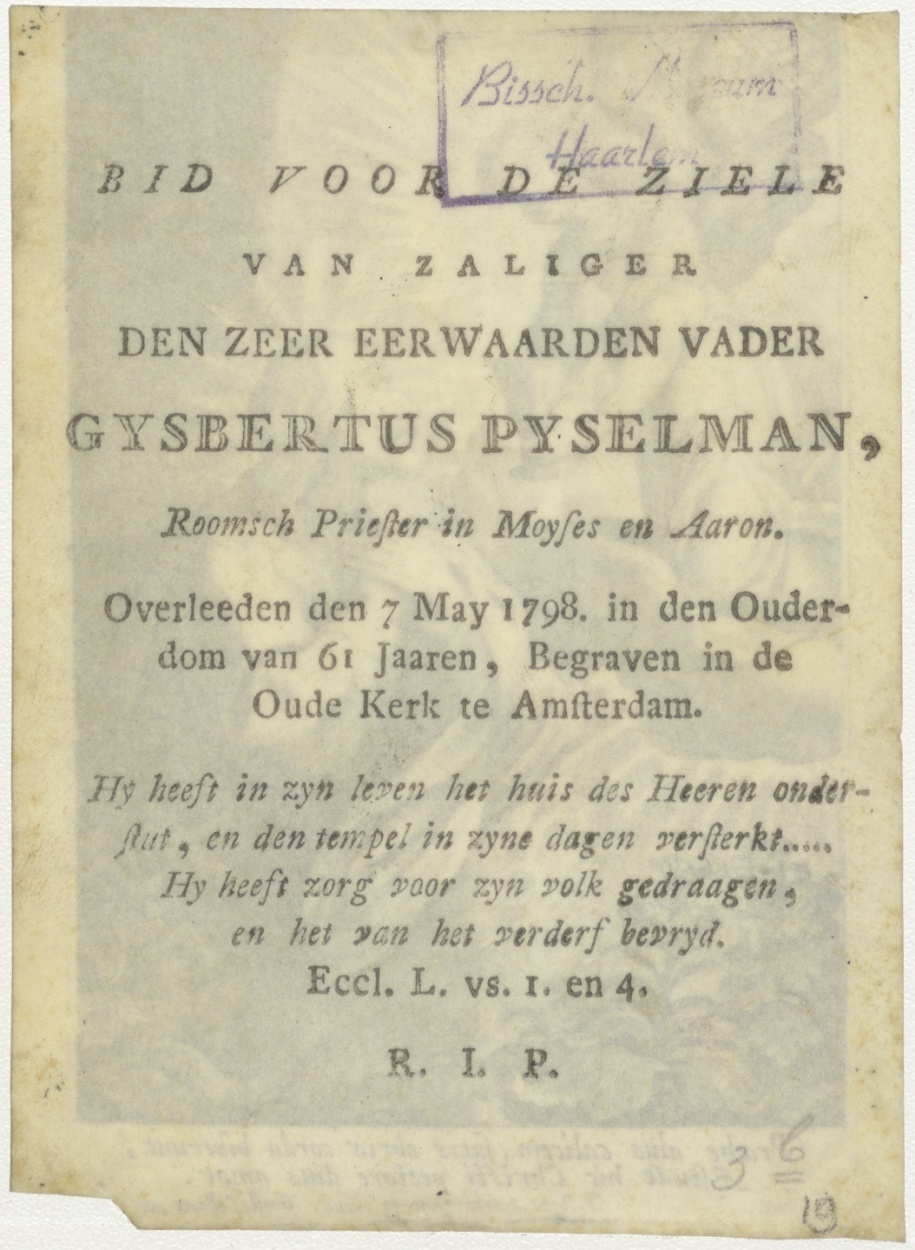 Bissch. Museum
Haarlem
BID VOOR DE ZIELE
VAN ZALIGER
DEN ZEER EERWAARDEN VADER
GYSBERTUS PYSELMAN,
Roomsch Prieſter in Moyſes en Aaron.
Overleeden den 7 May 1798. in den Ouder-
dom van 61 Jaaren, Begraven in de
Oude Kerk te Amſterdam.
Hy heeft in zyn leven het huis des Heeren onder-
ſtut, en den tempel in zyne dagen verſterkt.....
Hy heeft zorg voor zyn volk gedraagen,
en het van het verderf bevryd.
Eccl. L. vs. 1. en 4.
R. I. P.
36
19